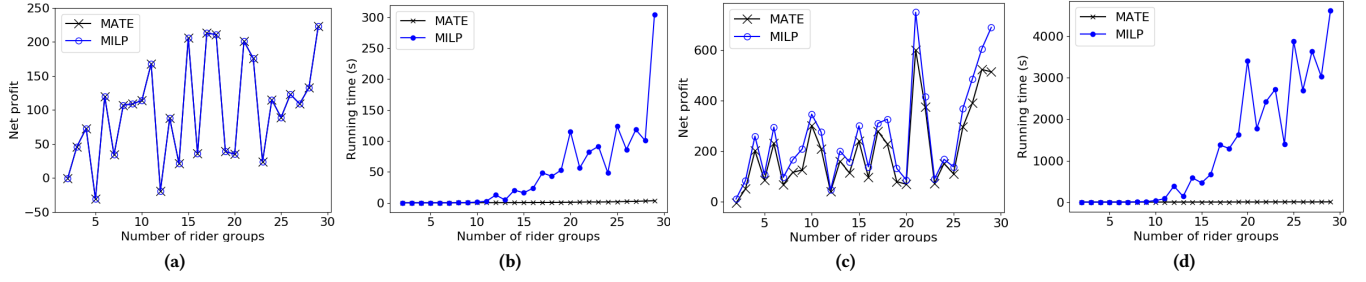 250
200
150
100
50
0
−50
5
10
15
20
25
30
Net profit
Number of rider groups
MATE
MILP
(a)
300
250
200
150
100
50
0
5
10
15
20
25
30
Running time (s)
Number of rider groups
MATE
MILP
(b)
600
400
200
0
5
10
15
20
25
30
Net profit
Number of rider groups
MATE
MILP
(c)
4000
3000
2000
1000
0
5
10
15
20
25
30
Running time (s)
Number of rider groups
MATE
MILP
(d)